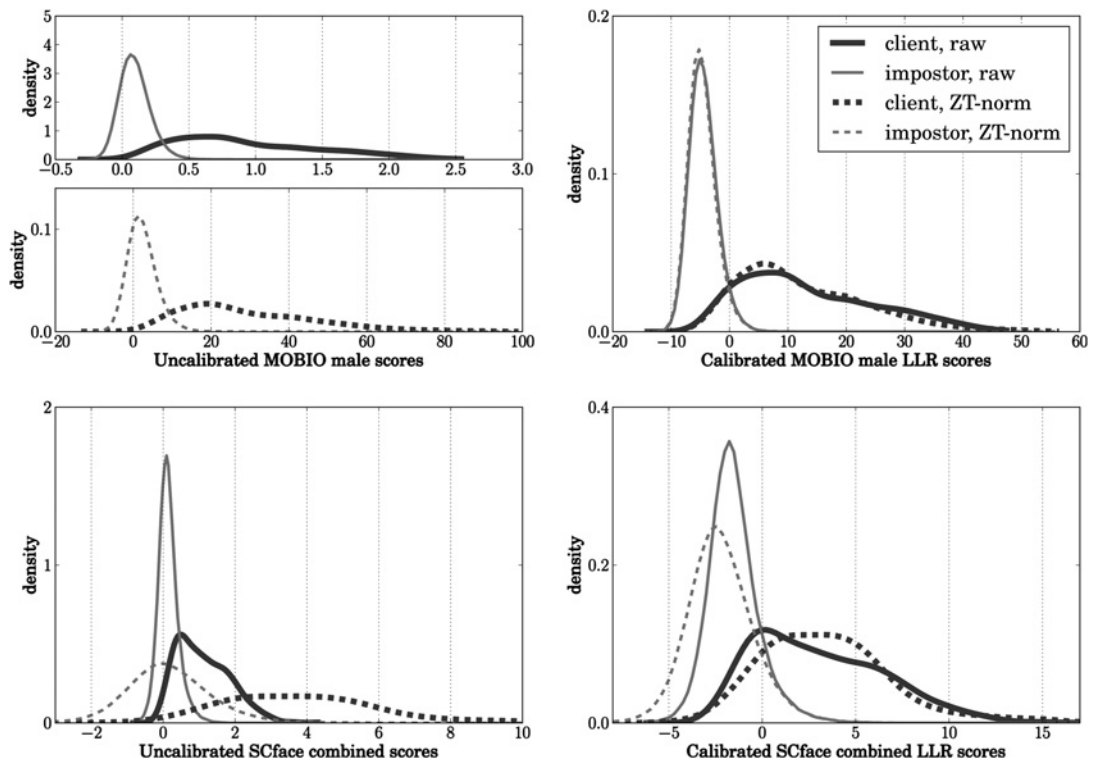 5
4
3
2
1
0
density
−0.5 0.0 0.5 1.0 1.5 2.0 2.5 3.0
0.1
0.0
density
−20 0 20 40 60 80 100
Uncalibrated MOBIO male scores
0.2
0.1
0.0
density
client, raw
impostor, raw
client, ZT-norm
impostor, ZT-norm
−20 −10 0 10 20 30 40 50 60
Calibrated MOBIO male LLR scores
2
1
0
density
−2 0 2 4 6 8 10
Uncalibrated SCface combined scores
0.4
0.2
0.0
density
−5 0 5 10 15
Calibrated SCface combined LLR scores